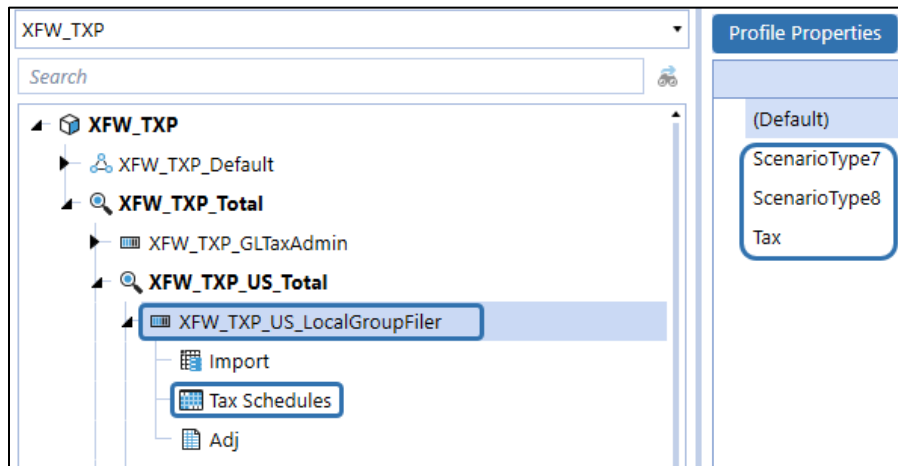 XFW_TXP
Search
XFW_TXP
XFW_TXP_Default
XFW_TXP_Total
XFW_TXP_GLTaxAdmin
XFW_TXP_US_Total
XFW_TXP_US_LocalGroupFiler
Import
Tax Schedules
Adj
Profile Properties
(Default)
ScenarioType7
ScenarioType8
Tax